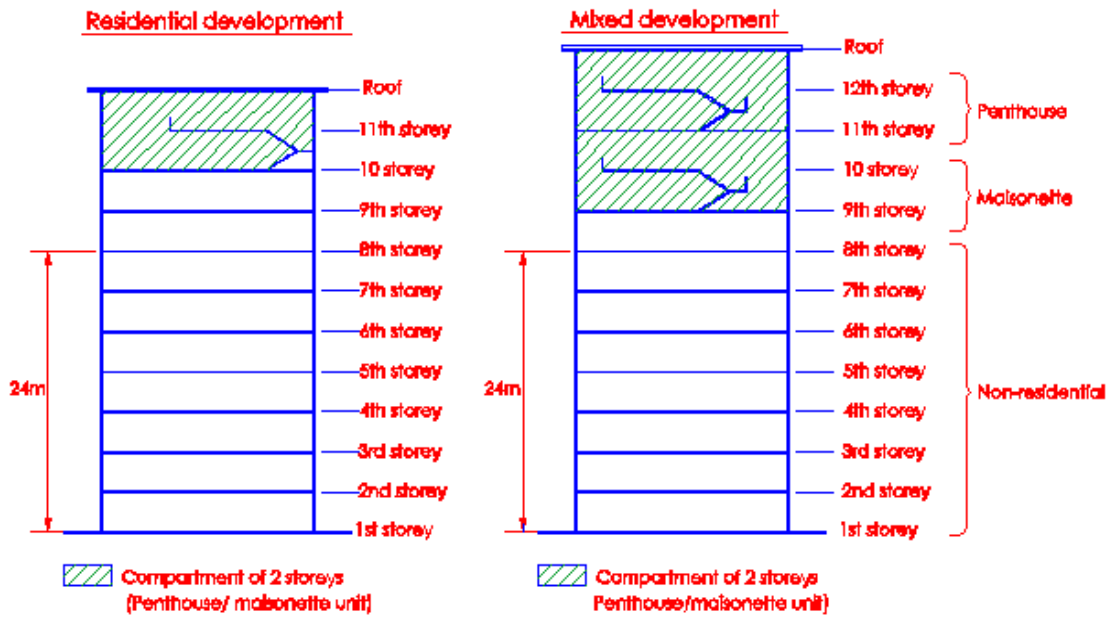 Residential development
Roof
11th storey
10 storey
9th storey
8th storey
7th storey
6th storey
5th storey
4th storey
3rd storey
2nd storey
1st storey
24m
Compartment of 2 storeys
(Penthouse/ maisonette unit)
Mixed development
Roof
12th storey
11th storey
Penthouse
10 storey
9th storey
Maisonette
8th storey
7th storey
6th storey
5th storey
4th storey
3rd storey
2nd storey
1st storey
Non-residential
24m
Compartment of 2 storeys
Penthouse/maisonette unit)